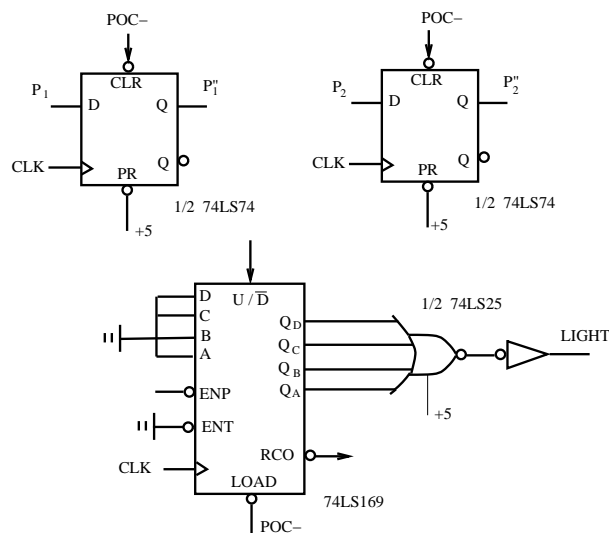 POC– POC–
CLR CLR
P1 D Q P1" P2 D Q P2"
CLK Q CLK Q
PR PR
1/2 74LS74 1/2 74LS74
+5 +5
D U / D̅ 1/2 74LS25
C QD
B QC LIGHT
A QB
ENP QA +5
ENT
RCO
CLK
LOAD
74LS169
POC–